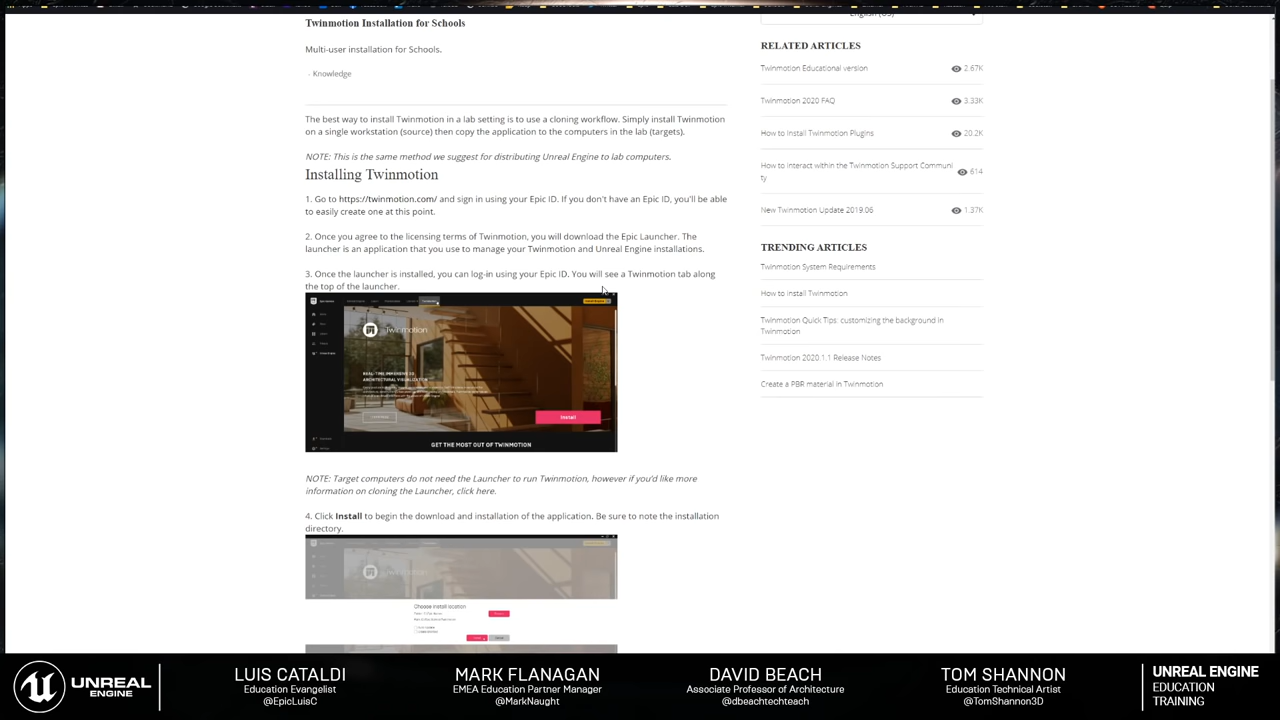 Twinmotion Installation for Schools
Multi-user installation for Schools.
- Knowledge
The best way to install Twinmotion in a lab setting is to use a cloning workflow. Simply install Twinmotion
on a single workstation (source) then copy the application to the computers in the lab (targets).
NOTE: This is the same method we suggest for distributing Unreal Engine to lab computers.
Installing Twinmotion
1. Go to https://twinmotion.com/ and sign in using your Epic ID. If you don't have an Epic ID, you'll be able
to easily create one at this point.
2. Once you agree to the licensing terms of Twinmotion, you will download the Epic Launcher. The
launcher is an application that you use to manage your Twinmotion and Unreal Engine installations.
3. Once the launcher is installed, you can log-in using your Epic ID. You will see a Twinmotion tab along
the top of the launcher.
Twinmotion
REAL-TIME IMMERSIVE 3D
ARCHITECTURAL VISUALIZATION
Install
GET THE MOST OUT OF TWINMOTION
NOTE: Target computers do not need the Launcher to run Twinmotion, however if you'd like more
information on cloning the Launcher, click here.
4. Click Install to begin the download and installation of the application. Be sure to note the installation
directory.
Choose install location
English (US)
RELATED ARTICLES
Twinmotion Educational version 2.67K
Twinmotion 2020 FAQ 3.33K
How to Install Twinmotion Plugins 20.2K
How to interact within the Twinmotion Support Communi
ty 614
New Twinmotion Update 2019.06 1.37K
TRENDING ARTICLES
Twinmotion System Requirements
How to install Twinmotion
Twinmotion Quick Tips: customizing the background in
Twinmotion
Twinmotion 2020.1.1 Release Notes
Create a PBR material in Twinmotion
UNREAL
ENGINE
LUIS CATALDI
Education Evangelist
@EpicLuisC
MARK FLANAGAN
EMEA Education Partner Manager
@MarkNaught
DAVID BEACH
Associate Professor of Architecture
@dbeachtechteach
TOM SHANNON
Education Technical Artist
@TomShannon3D
UNREAL ENGINE
EDUCATION
TRAINING